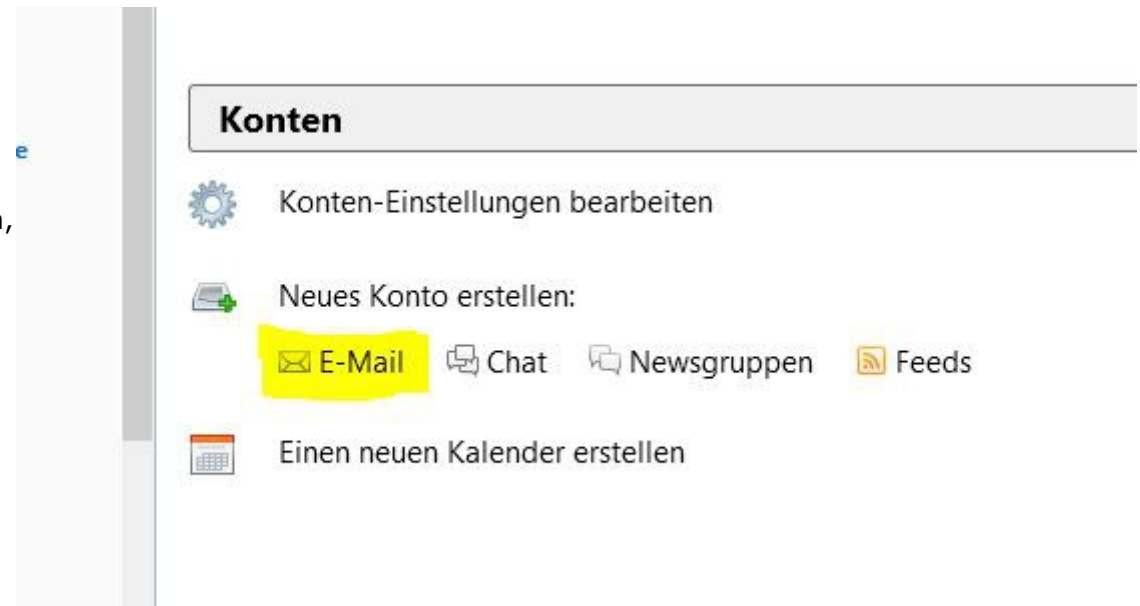 Konten
e
Konten-Einstellungen bearbeiten
,
Neues Konto erstellen:
E-Mail Chat Newsgruppen Feeds
Einen neuen Kalender erstellen